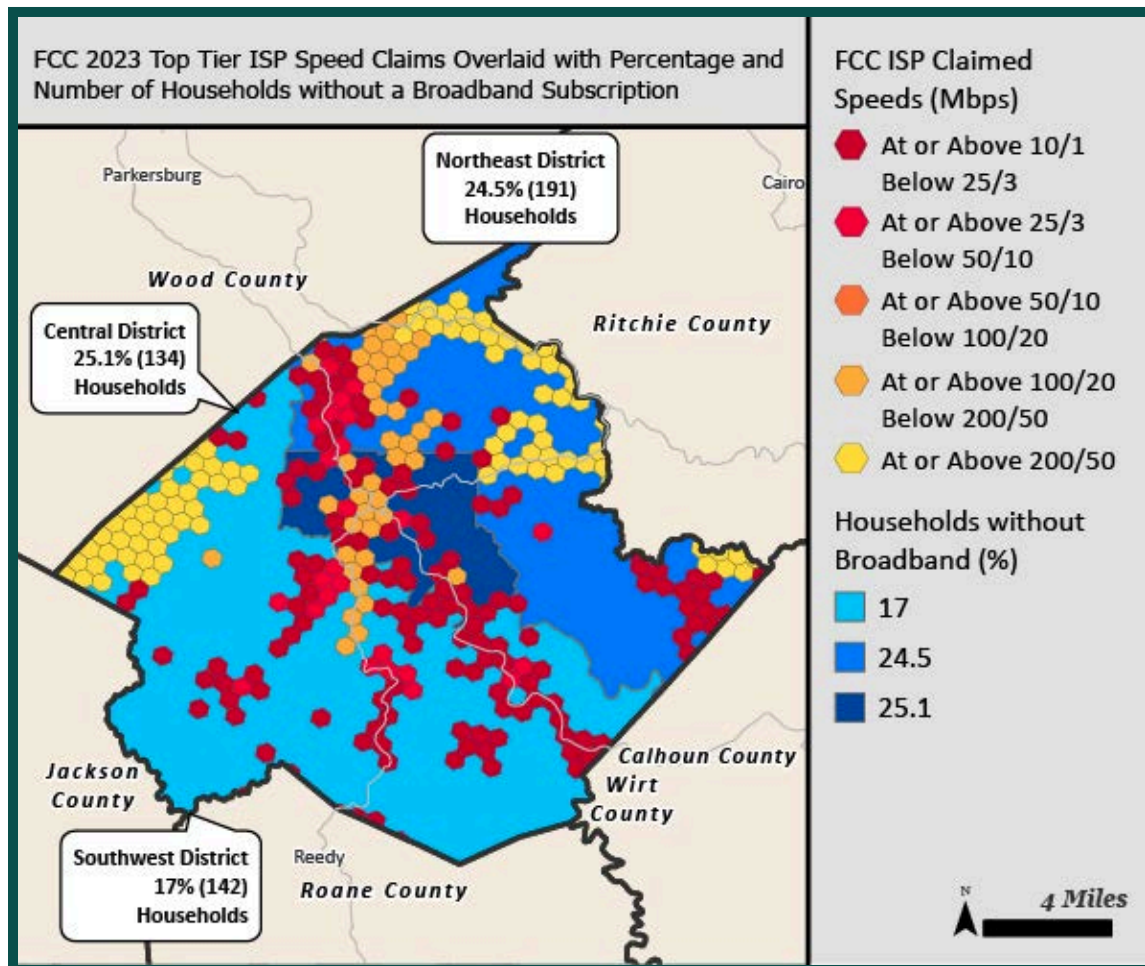 FCC 2023 Top Tier ISP Speed Claims Overlaid with Percentage and
Number of Households without a Broadband Subscription
Parkersburg
Northeast District
24.5% (191)
Households
Cairo
Wood County
Ritchie County
Central District
25.1% (134)
Households
Calhoun County
Wirt
County
Jackson
County
Southwest District
17% (142)
Households
Reedy
Roane County
FCC ISP Claimed
Speeds (Mbps)
At or Above 10/1
Below 25/3
At or Above 25/3
Below 50/10
At or Above 50/10
Below 100/20
At or Above 100/20
Below 200/50
At or Above 200/50
Households without
Broadband (%)
17
24.5
25.1
N
4 Miles